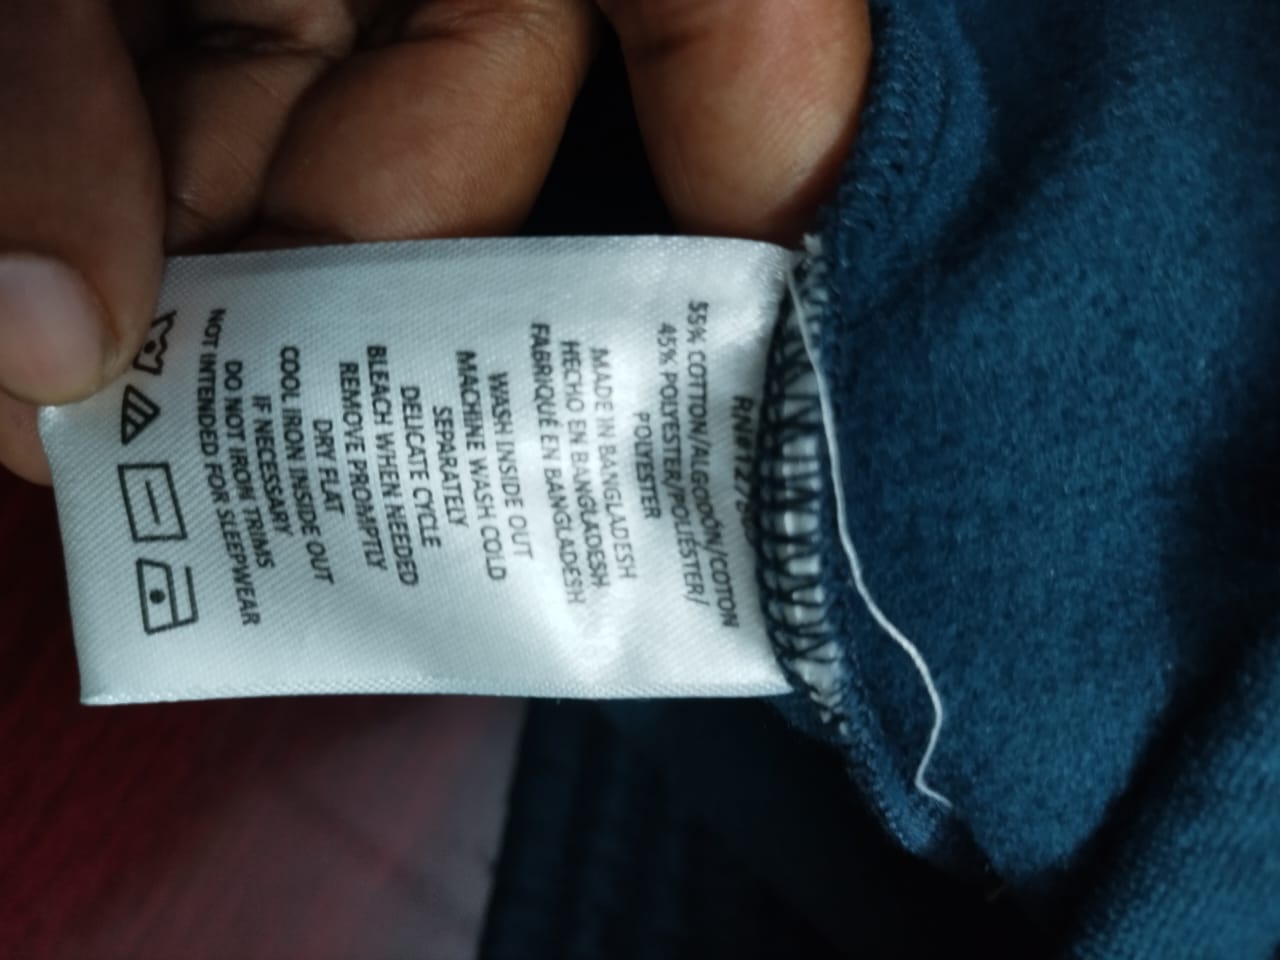 55% COTTON/ALGODÓN/COTON
45% POLYESTER/POLIÉSTER/
POLYESTER
MADE IN BANGLADESH
HECHO EN BANGLADESH
FABRIQUÉ EN BANGLADESH
WASH INSIDE OUT
MACHINE WASH COLD
SEPARATELY
DELICATE CYCLE
BLEACH WHEN NEEDED
REMOVE PROMPTLY
DRY FLAT
COOL IRON INSIDE OUT
IF NECESSARY
DO NOT IRON TRIMS
NOT INTENDED FOR SLEEPWEAR